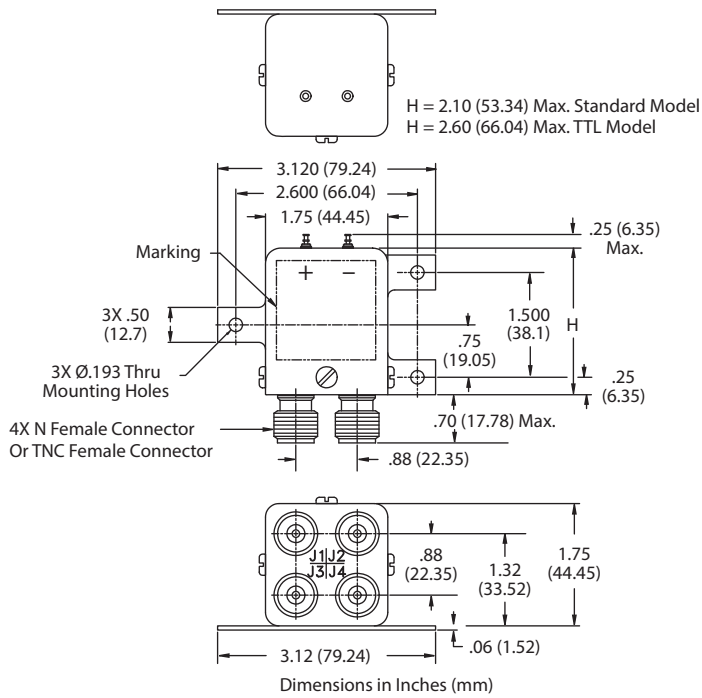 H = 2.10 (53.34) Max. Standard Model
H = 2.60 (66.04) Max. TTL Model
3.120 (79.24)
2.600 (66.04)
1.75 (44.45)
.25 (6.35)
Max.
Marking
+ −
3X .50
(12.7)
1.500
(38.1)
H
.75
(19.05)
3X Ø.193 Thru
Mounting Holes
.25
(6.35)
4X N Female Connector
Or TNC Female Connector
.70 (17.78) Max.
.88 (22.35)
J1 J2
J3 J4
.88
(22.35)
1.32
(33.52)
1.75
(44.45)
.06 (1.52)
3.12 (79.24)
Dimensions in Inches (mm)